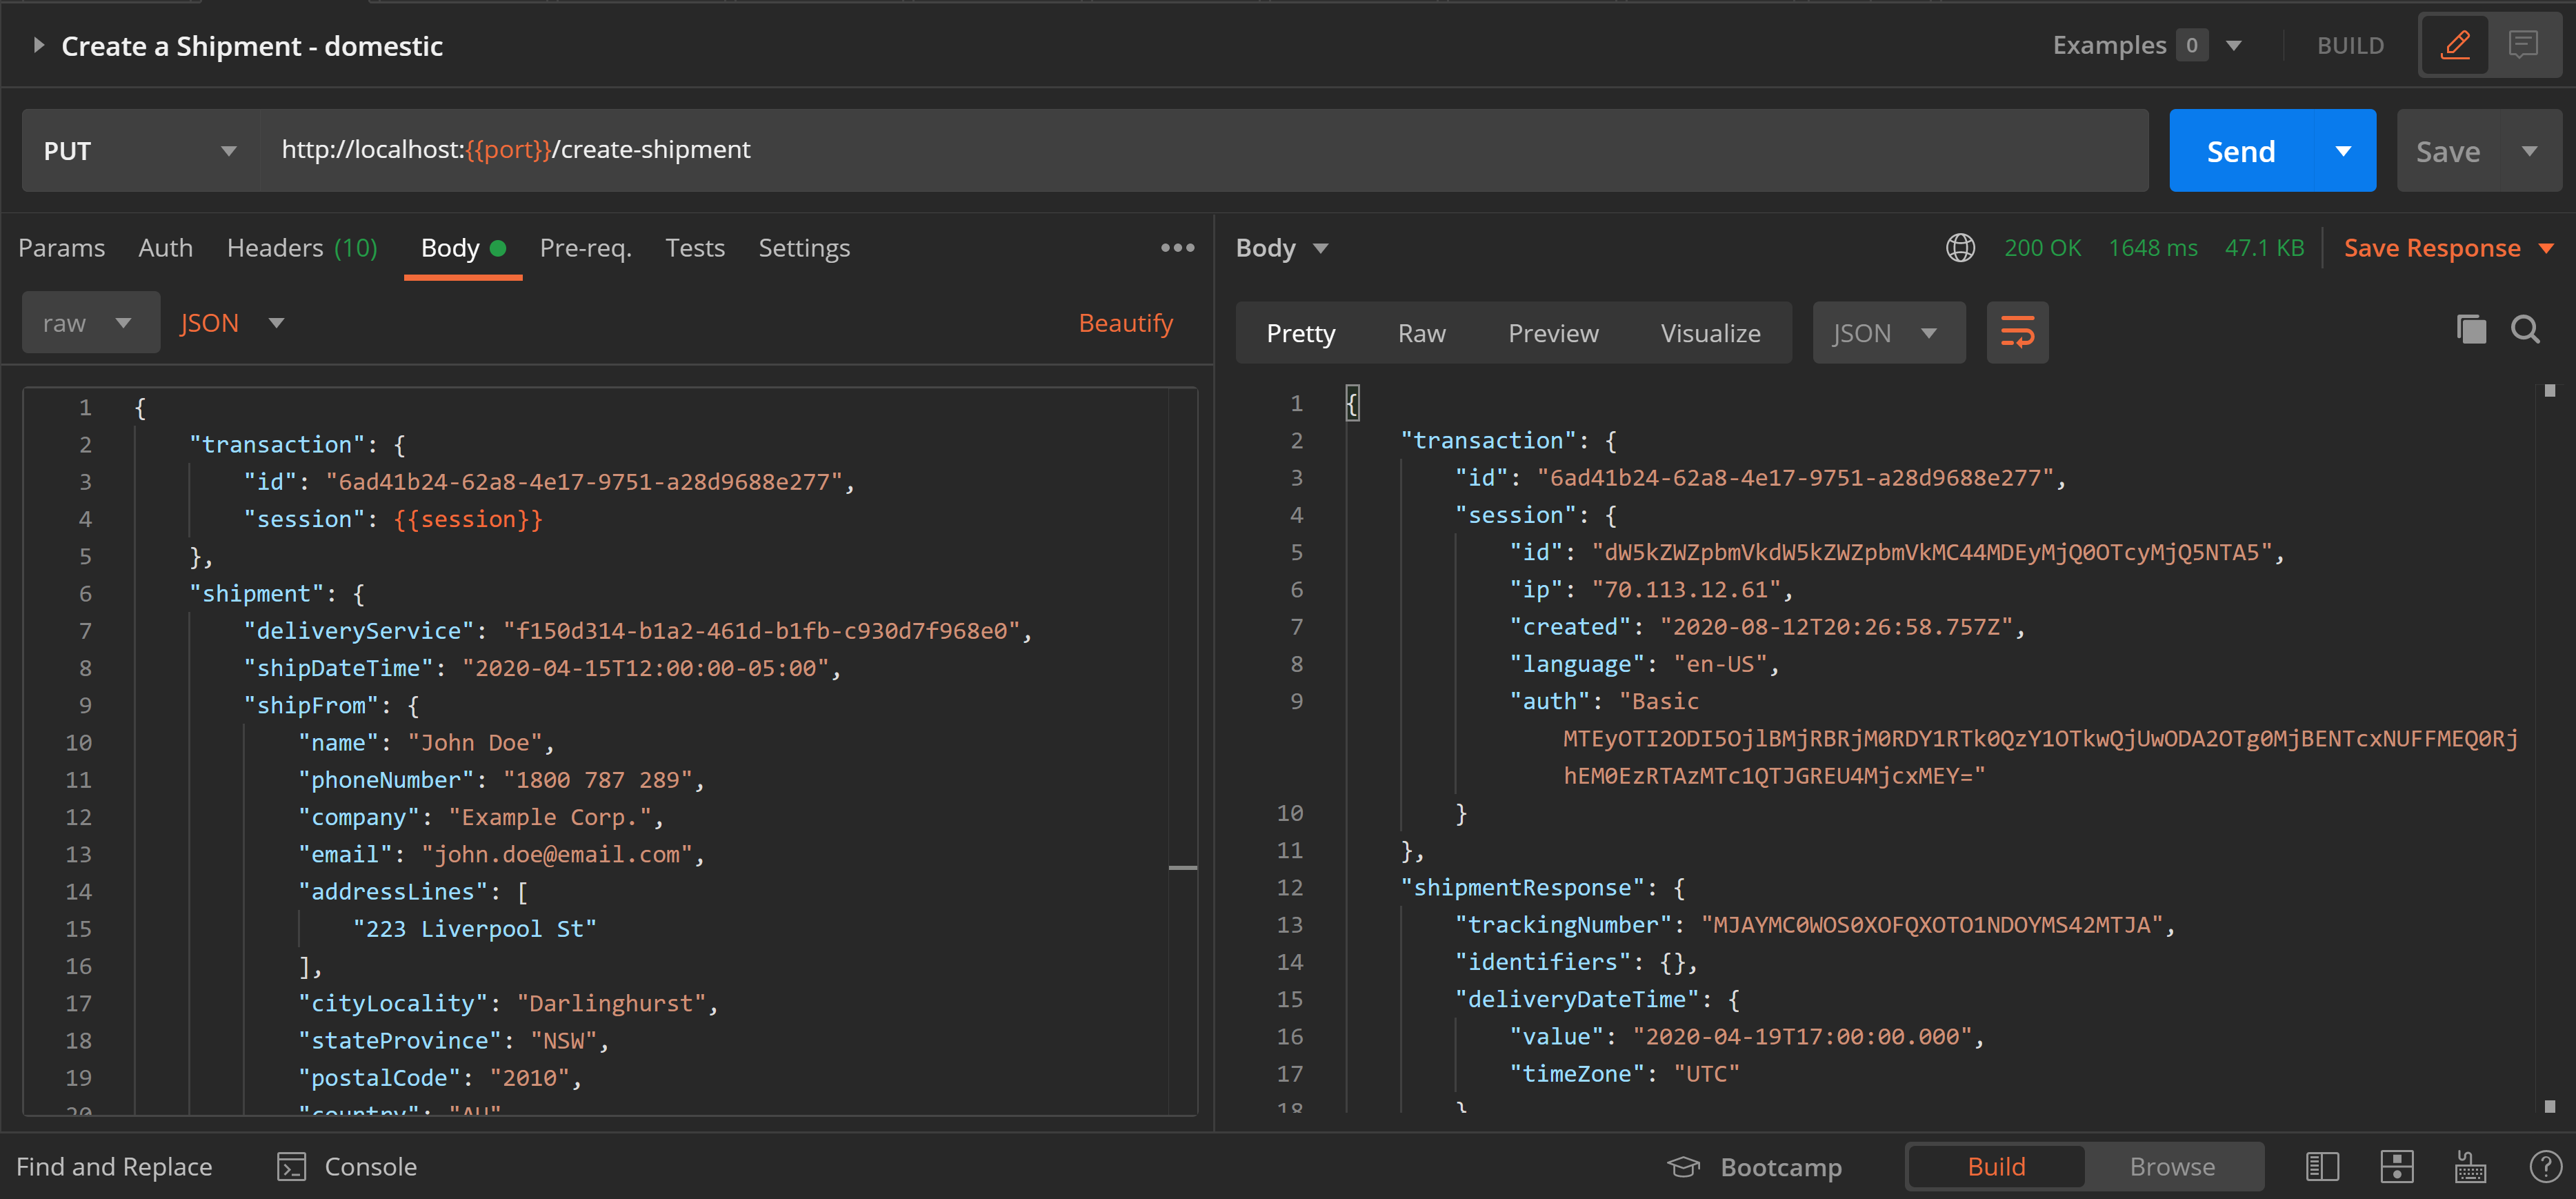 Create a Shipment - domestic
Examples 0
BUILD
PUT
http://localhost:{{port}}/create-shipment
Send
Save
Params Auth Headers (10) Body Pre-req. Tests Settings
raw JSON Beautify
1 {
2 "transaction": {
3 "id": "6ad41b24-62a8-4e17-9751-a28d9688e277",
4 "session": {{session}}
5 },
6 "shipment": {
7 "deliveryService": "f150d314-b1a2-461d-b1fb-c930d7f968e0",
8 "shipDateTime": "2020-04-15T12:00:00-05:00",
9 "shipFrom": {
10 "name": "John Doe",
11 "phoneNumber": "1800 787 289",
12 "company": "Example Corp.",
13 "email": "john.doe@email.com",
14 "addressLines": [
15 "223 Liverpool St"
16 ],
17 "cityLocality": "Darlinghurst",
18 "stateProvince": "NSW",
19 "postalCode": "2010",
20 "country": "AU"
Body 200 OK 1648 ms 47.1 KB Save Response
Pretty Raw Preview Visualize JSON
1 {
2 "transaction": {
3 "id": "6ad41b24-62a8-4e17-9751-a28d9688e277",
4 "session": {
5 "id": "dW5kZWZpbmVkdW5kZWZpbmVkMC44MDEyMjQ0OTcyMjQ5NTA5",
6 "ip": "70.113.12.61",
7 "created": "2020-08-12T20:26:58.757Z",
8 "language": "en-US",
9 "auth": "Basic
MTEyOTI2ODI5OjlBMjRBRjM0RDY1RTk0QzY1OTkwQjUwODA2OTg0MjBENTcxNUFFMEQ0Rj
hEM0EzRTAzMTc1QTJGREU4MjcxMEY="
10 }
11 },
12 "shipmentResponse": {
13 "trackingNumber": "MJAYMC0WOS0XOFQXOTO1NDOYMS42MTJA",
14 "identifiers": {},
15 "deliveryDateTime": {
16 "value": "2020-04-19T17:00:00.000",
17 "timeZone": "UTC"
18 }
Find and Replace Console Bootcamp Build Browse